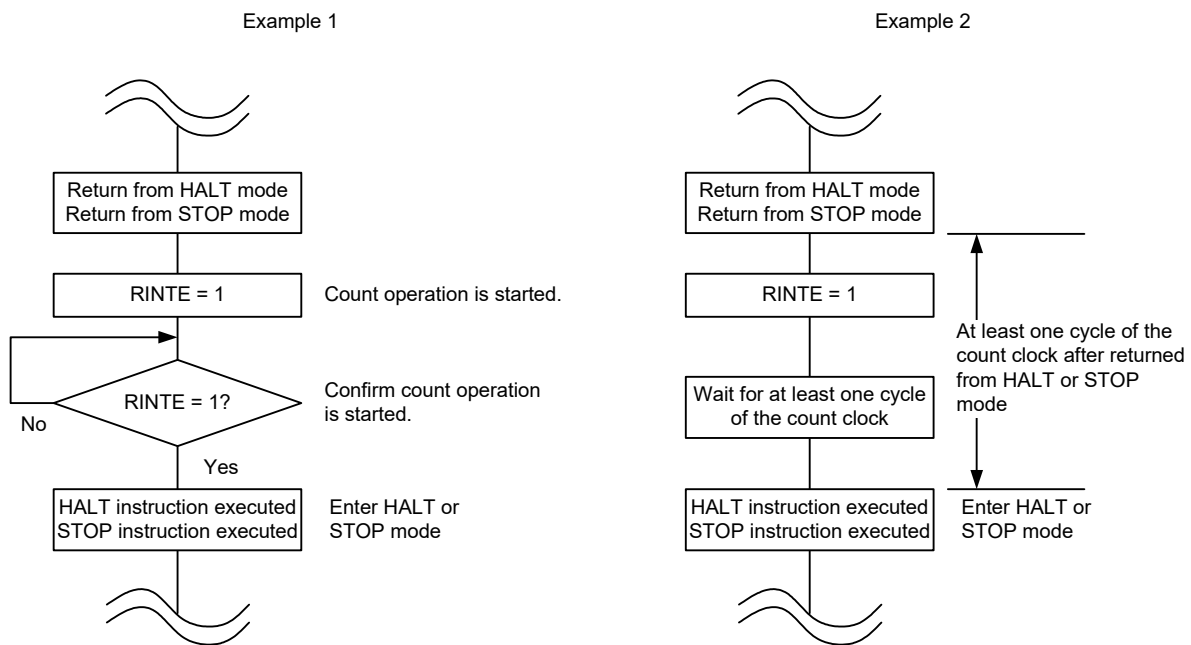 Example 1
Return from HALT mode
Return from STOP mode
RINTE = 1
Count operation is started.
RINTE = 1?
Confirm count operation
is started.
No
Yes
HALT instruction executed
STOP instruction executed
Enter HALT or
STOP mode
Example 2
Return from HALT mode
Return from STOP mode
RINTE = 1
At least one cycle of the
count clock after returned
from HALT or STOP
mode
Wait for at least one cycle
of the count clock
HALT instruction executed
STOP instruction executed
Enter HALT or
STOP mode